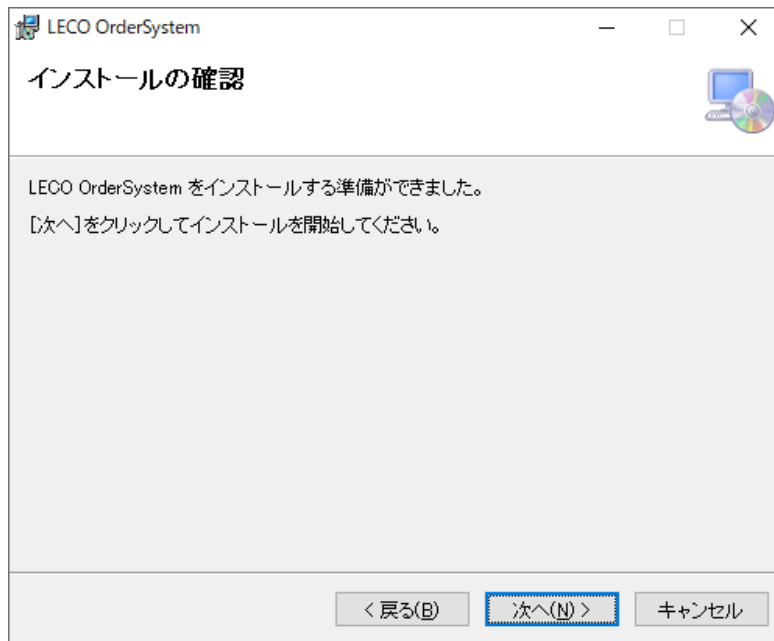 LECO OrderSystem
インストールの確認
LECO OrderSystem をインストールする準備ができました。
[次へ]をクリックしてインストールを開始してください。
< 戻る(B)
次へ(N) >
キャンセル